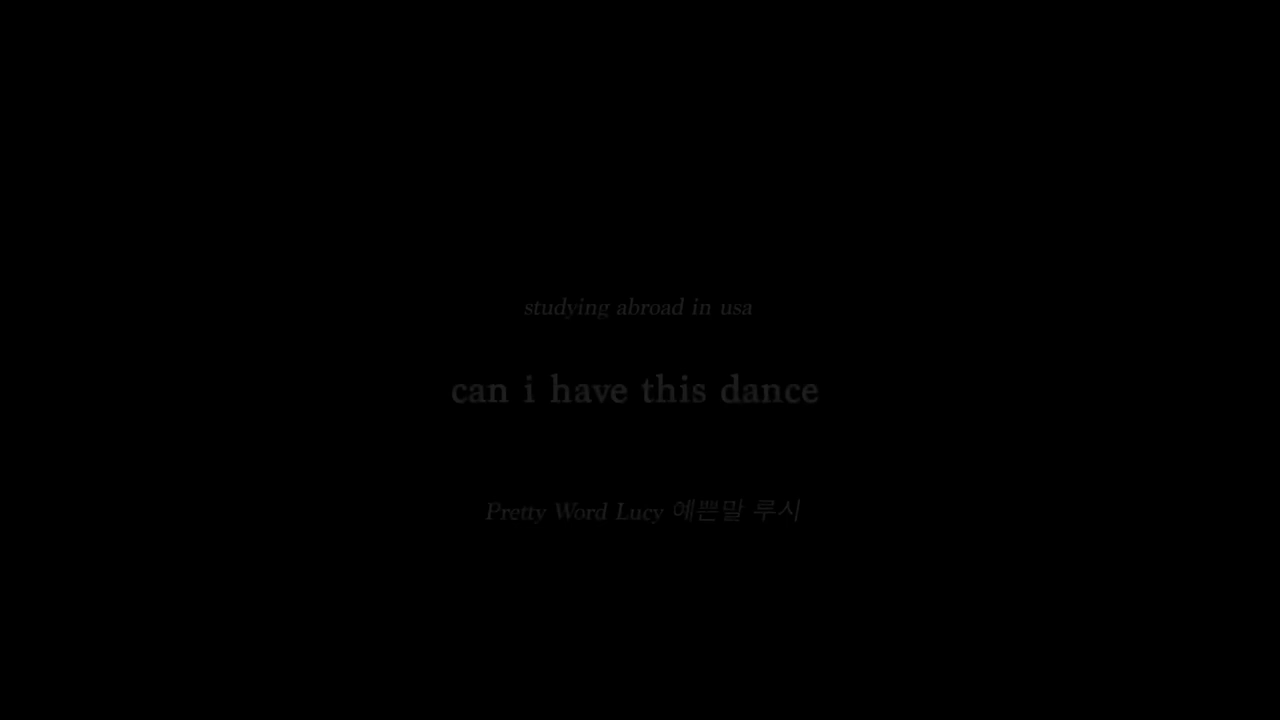 studying abroad in usa
can i have this dance
Pretty Word Lucy 예쁜말 루시